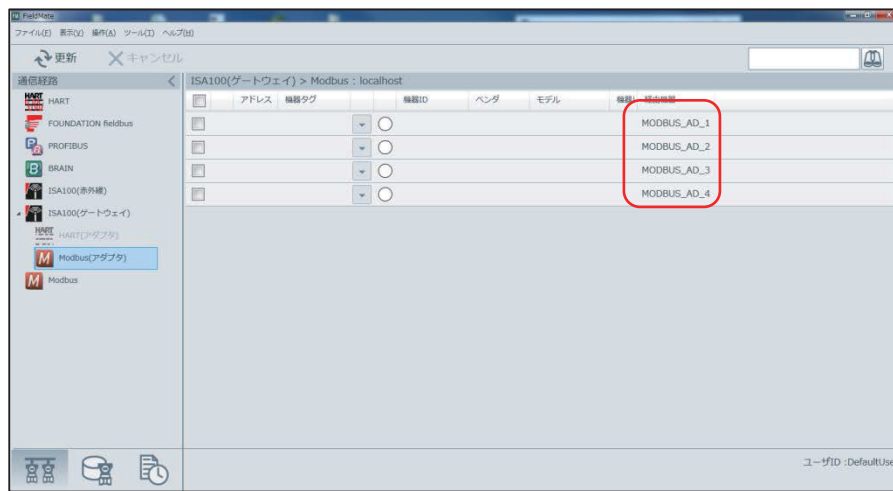 FieldMate
ファイル(F) 表示(V) 操作(A) ツール(T) ヘルプ(H)
更新 キャンセル
通信経路
ISA100(ゲートウェイ) > Modbus : localhost
アドレス 機器タグ 機器ID ベンダ モデル 経由機器
HART
FOUNDATION fieldbus
PROFIBUS
BRAIN
ISA100(赤外線)
ISA100(ゲートウェイ)
HART(アダプタ)
Modbus(アダプタ)
Modbus
MODBUS_AD_1
MODBUS_AD_2
MODBUS_AD_3
MODBUS_AD_4
ユーザID :DefaultUse